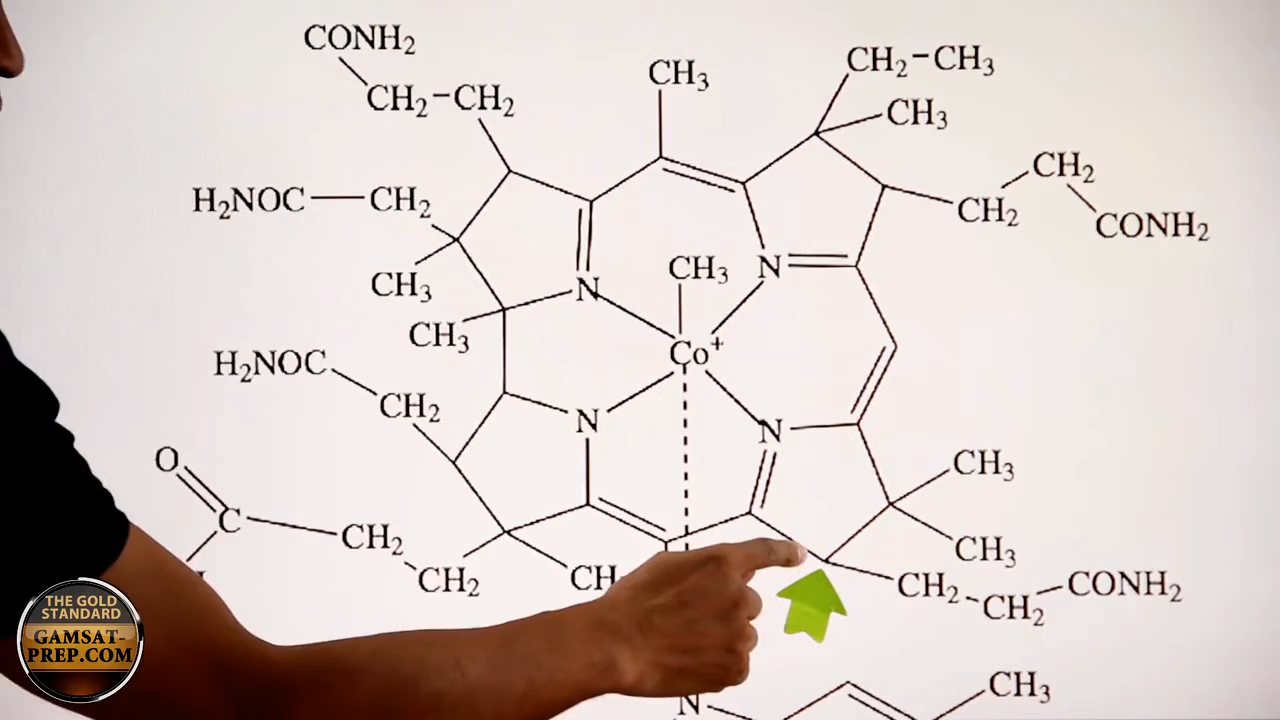 CONH₂
CH₂-CH₂
CH₃
CH₂-CH₃
CH₃
H₂NOC
CH₂
CH₂
CH₂
CONH₂
CH₃
CH₃
N
N
CH₃
Co⁺
H₂NOC
CH₂
N
N
O
C
CH₂
CH₂
CH₃
CH₃
CH₂
CH₂
CONH₂
N
CH₃
THE GOLD
STANDARD
GAMSAT-
PREP.COM